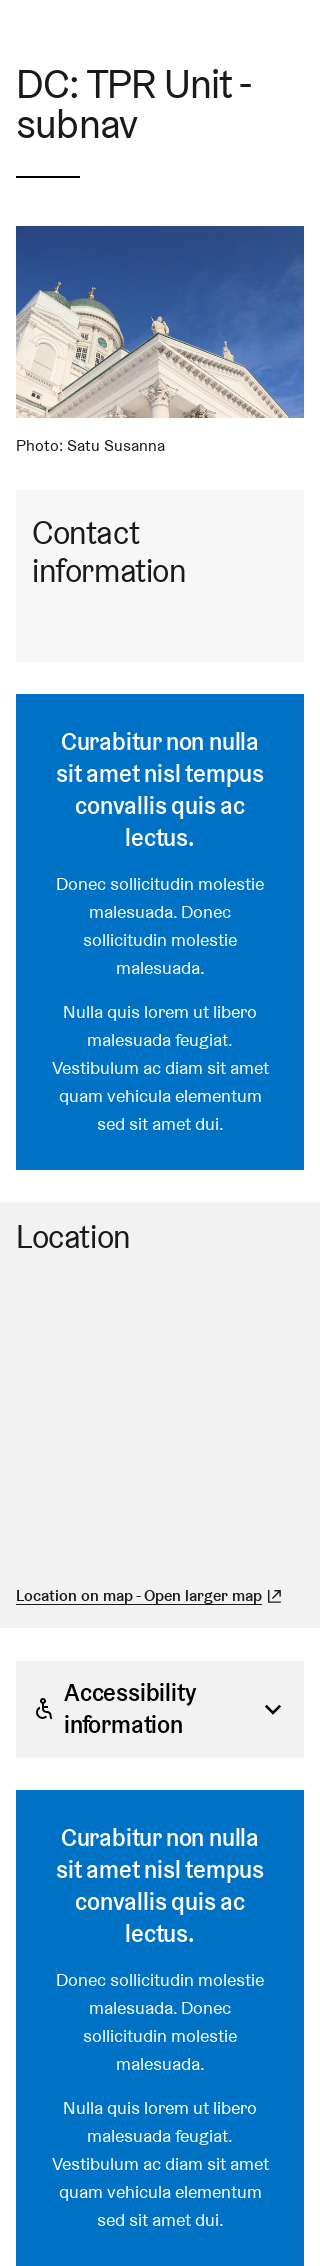 DC: TPR Unit -
subnav
Photo: Satu Susanna
Contact
information
Curabitur non nulla
sit amet nisl tempus
convallis quis ac
lectus.
Donec sollicitudin molestie
malesuada. Donec
sollicitudin molestie
malesuada.
Nulla quis lorem ut libero
malesuada feugiat.
Vestibulum ac diam sit amet
quam vehicula elementum
sed sit amet dui.
Location
Location on map - Open larger map
Accessibility
information
Curabitur non nulla
sit amet nisl tempus
convallis quis ac
lectus.
Donec sollicitudin molestie
malesuada. Donec
sollicitudin molestie
malesuada.
Nulla quis lorem ut libero
malesuada feugiat.
Vestibulum ac diam sit amet
quam vehicula elementum
sed sit amet dui.